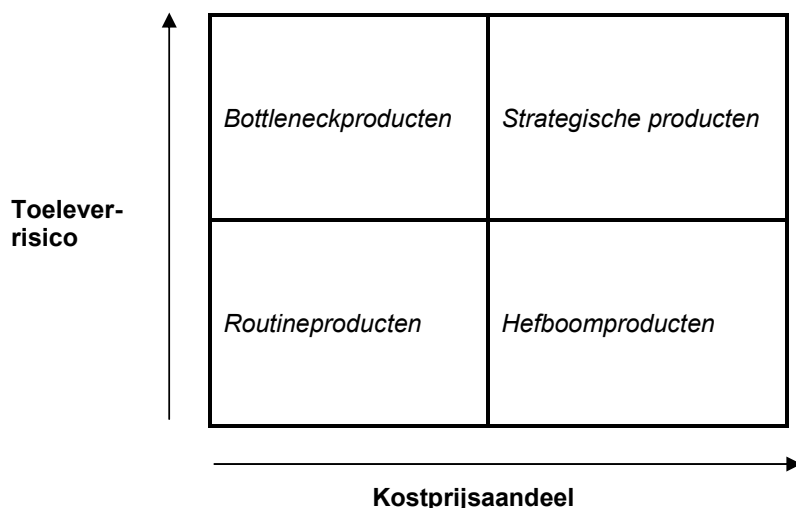 Bottleneckproducten
Strategische producten
Toelever-
risico
Routineproducten
Hefboomproducten
Kostprijsaandeel